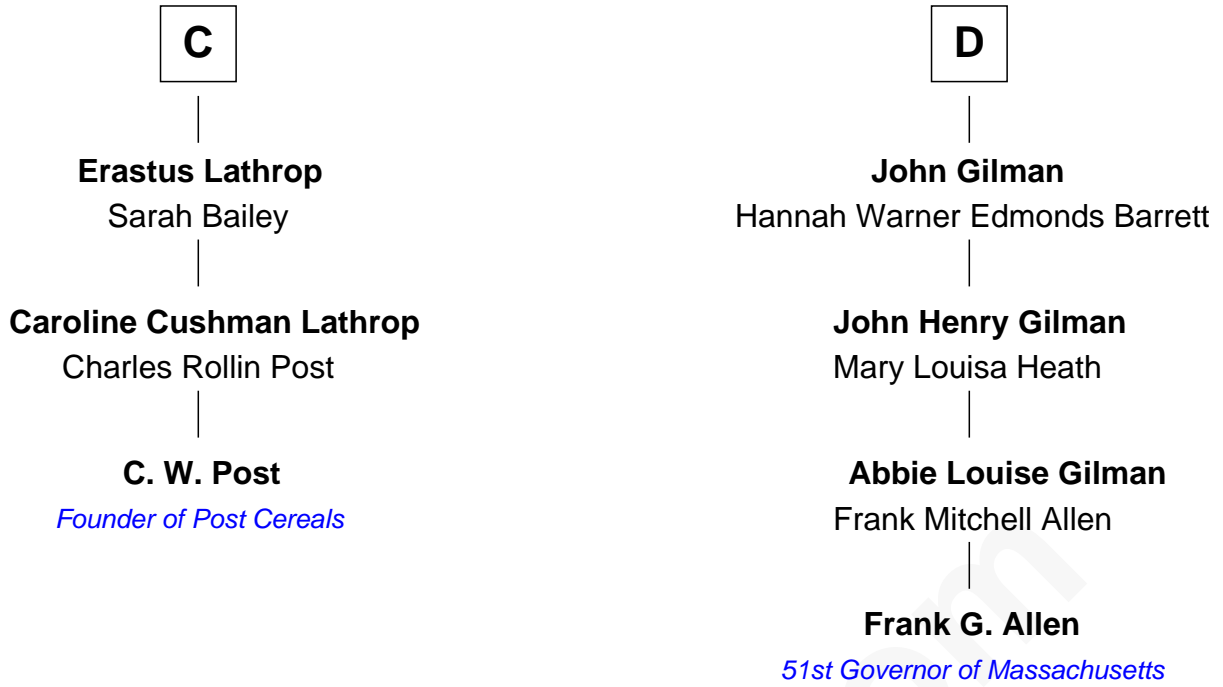 C
Erastus Lathrop
Sarah Bailey
Caroline Cushman Lathrop
Charles Rollin Post
C. W. Post
Founder of Post Cereals
D
John Gilman
Hannah Warner Edmonds Barrett
John Henry Gilman
Mary Louisa Heath
Abbie Louise Gilman
Frank Mitchell Allen
Frank G. Allen
51st Governor of Massachusetts